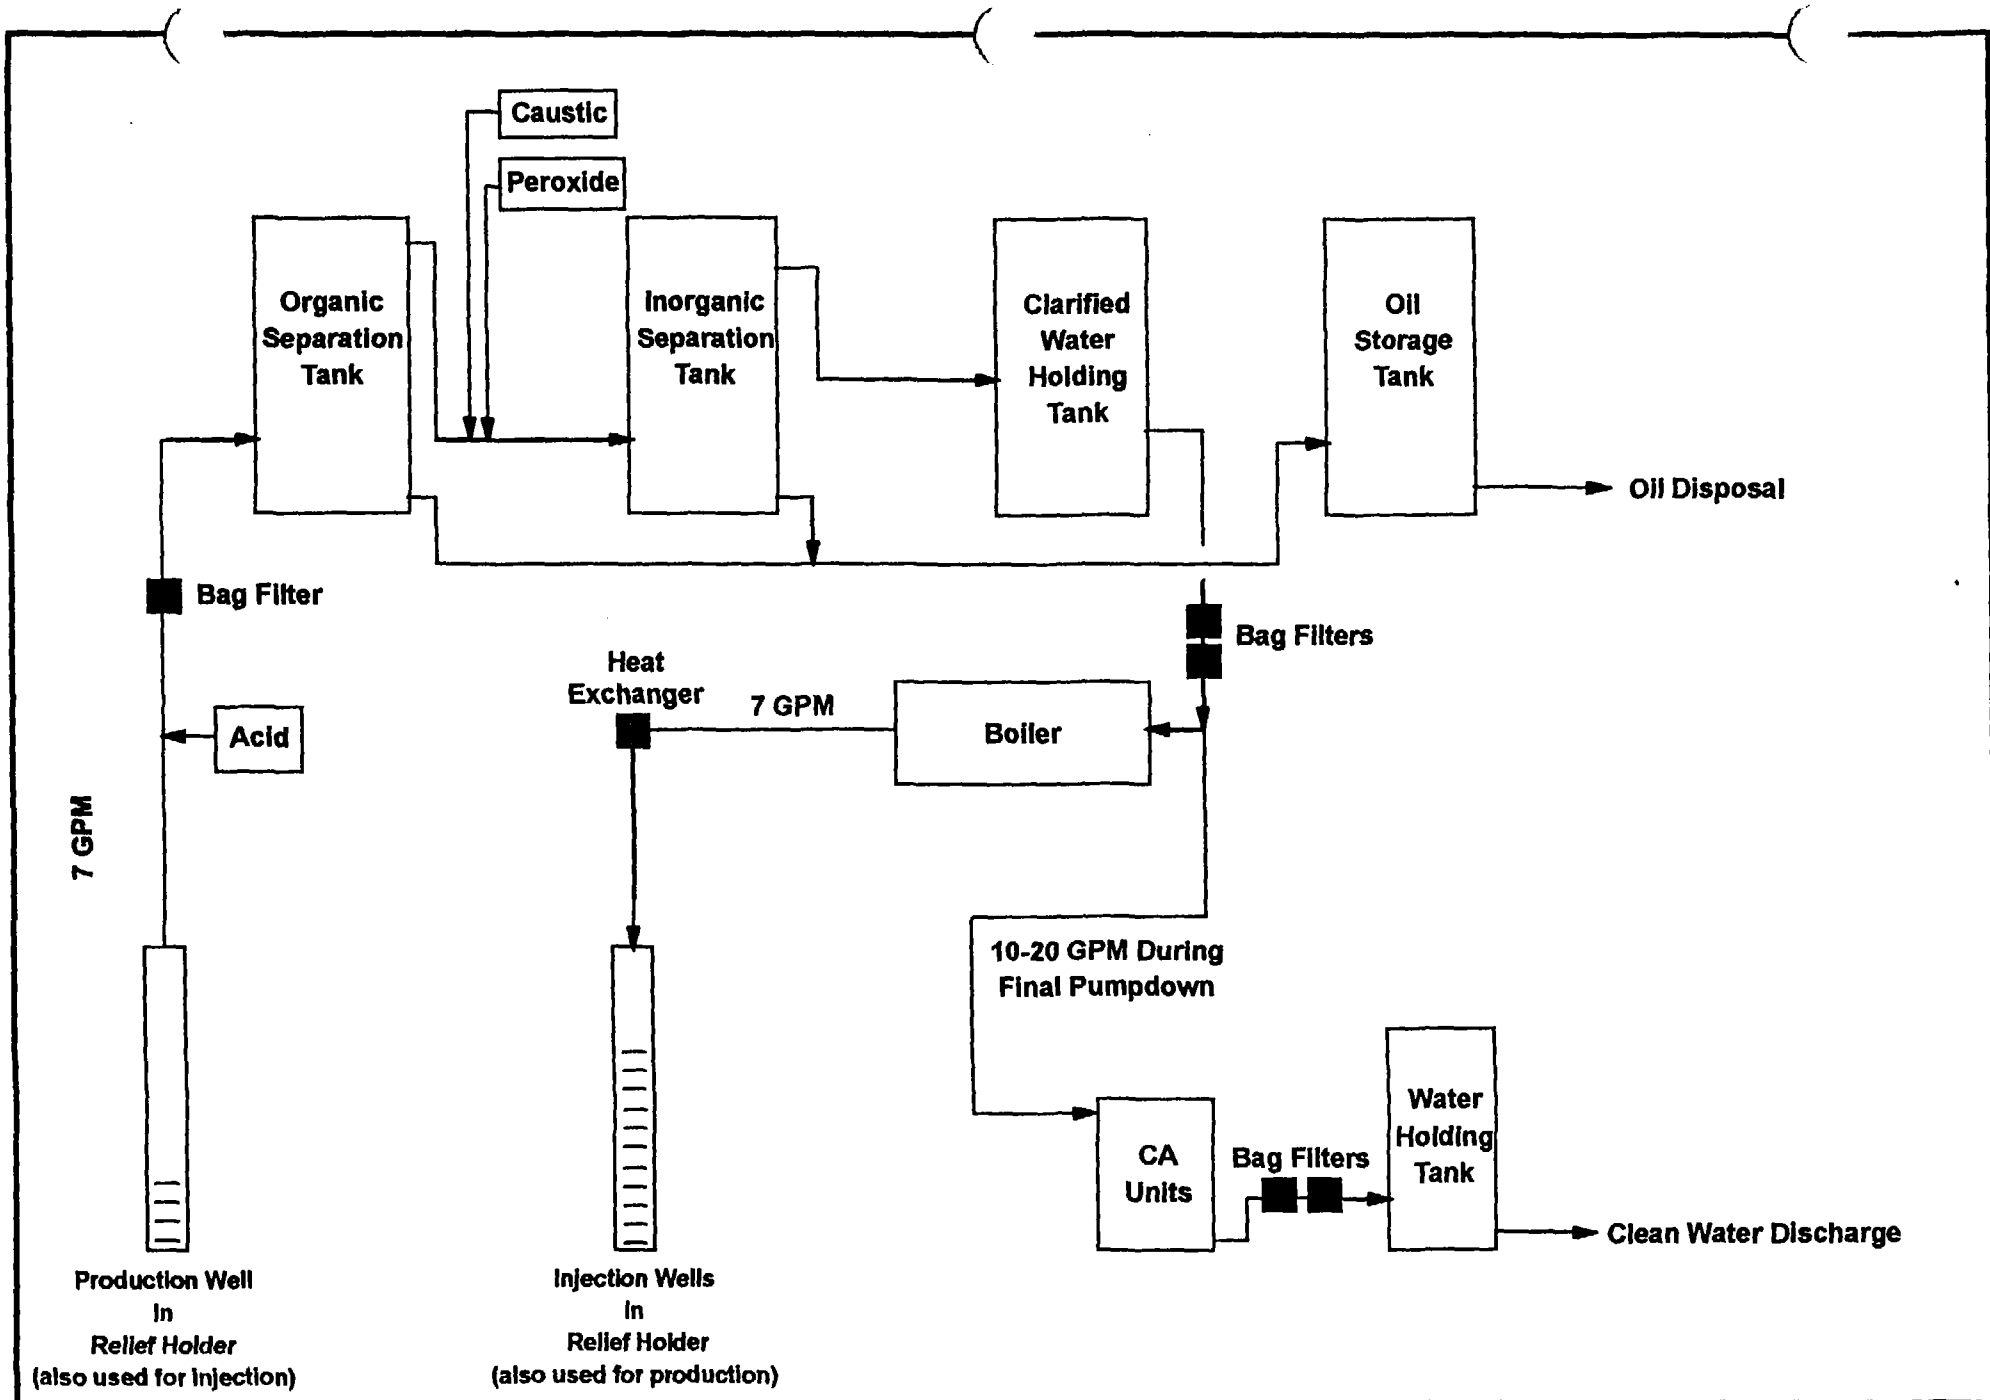 Caustic
Peroxide
Organic
Separation
Tank
Inorganic
Separation
Tank
Clarified
Water
Holding
Tank
Oil
Storage
Tank
Oil Disposal
Bag Filter
Bag Filters
Heat
Exchanger
7 GPM
Boiler
Acid
7 GPM
10-20 GPM During
Final Pumpdown
CA
Units
Bag Filters
Water
Holding
Tank
Clean Water Discharge
Production Well
in
Relief Holder
(also used for injection)
Injection Wells
in
Relief Holder
(also used for production)